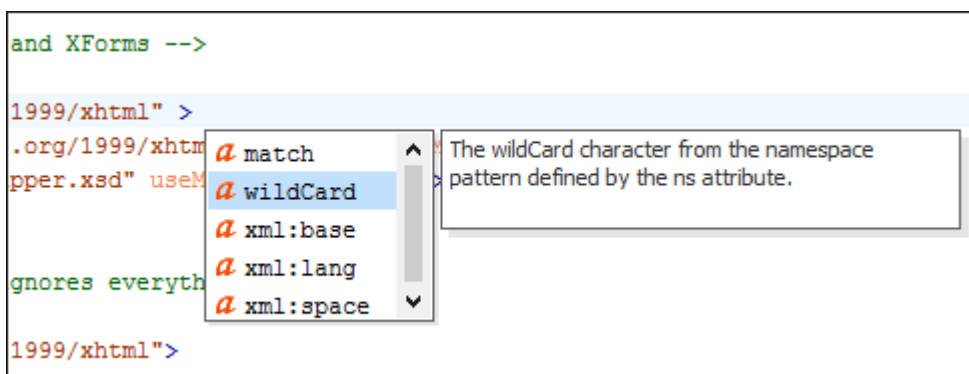 and XForms -->
1999/xhtml" >
.org/1999/xhtm
pper.xsd" useM
match
wildCard
xml:base
xml:lang
xml:space
The wildCard character from the namespace
pattern defined by the ns attribute.
gnores everyth
1999/xhtml">